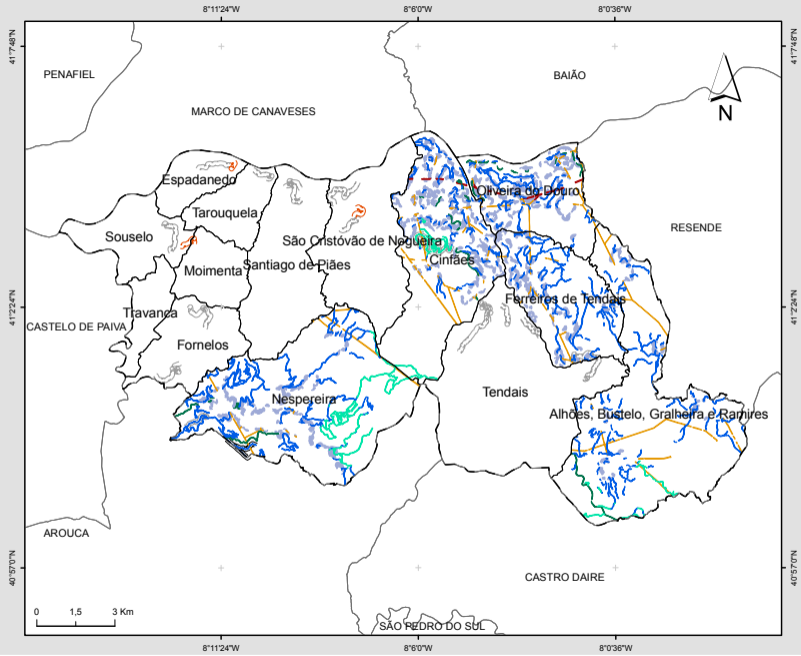 8°11'24"W
8°6'0"W
8°0'36"W
41°7'48"N
41°7'48"N
PENAFIEL
BAIÃO
MARCO DE CANAVESES
N
Espadanedo
Oliveira do Douro
Tarouquela
RESENDE
Souselo
São Cristóvão de Nogueira
Cinfães
Santiago de Piães
Moimenta
Ferreiros de Tendais
41°2'24"N
41°2'24"N
Travanca
CASTELO DE PAIVA
Fornelos
Tendais
Nespereira
Alhões, Bustelo, Gralheira e Ramires
AROUCA
40°57'0"N
40°57'0"N
CASTRO DAIRE
0 1,5 3 Km
SÃO PEDRO DO SUL
8°11'24"W
8°6'0"W
8°0'36"W